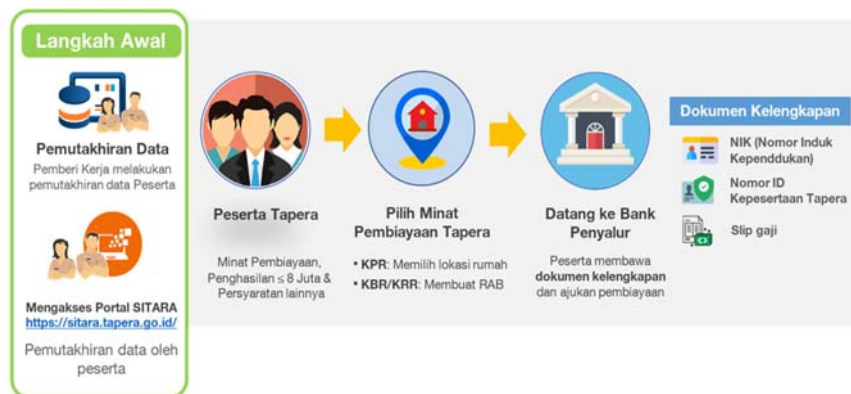 Langkah Awal
Pemutakhiran Data
Pemberi Kerja melakukan
pemutakhiran data Peserta
Mengakses Portal SITARA
https://sitara.tapera.go.id/
Pemutakhiran data oleh
peserta
Peserta Tapera
Minat Pembiayaan,
Penghasilan ≤ 8 Juta &
Persyaratan lainnya
Pilih Minat
Pembiayaan Tapera
• KPR: Memilih lokasi rumah
• KBR/KRR: Membuat RAB
Datang ke Bank
Penyalur
Peserta membawa
dokumen kelengkapan
dan ajukan pembiayaan
Dokumen Kelengkapan
NIK (Nomor Induk
Kependdukan)
Nomor ID
Kepesertaan Tapera
Slip gaji